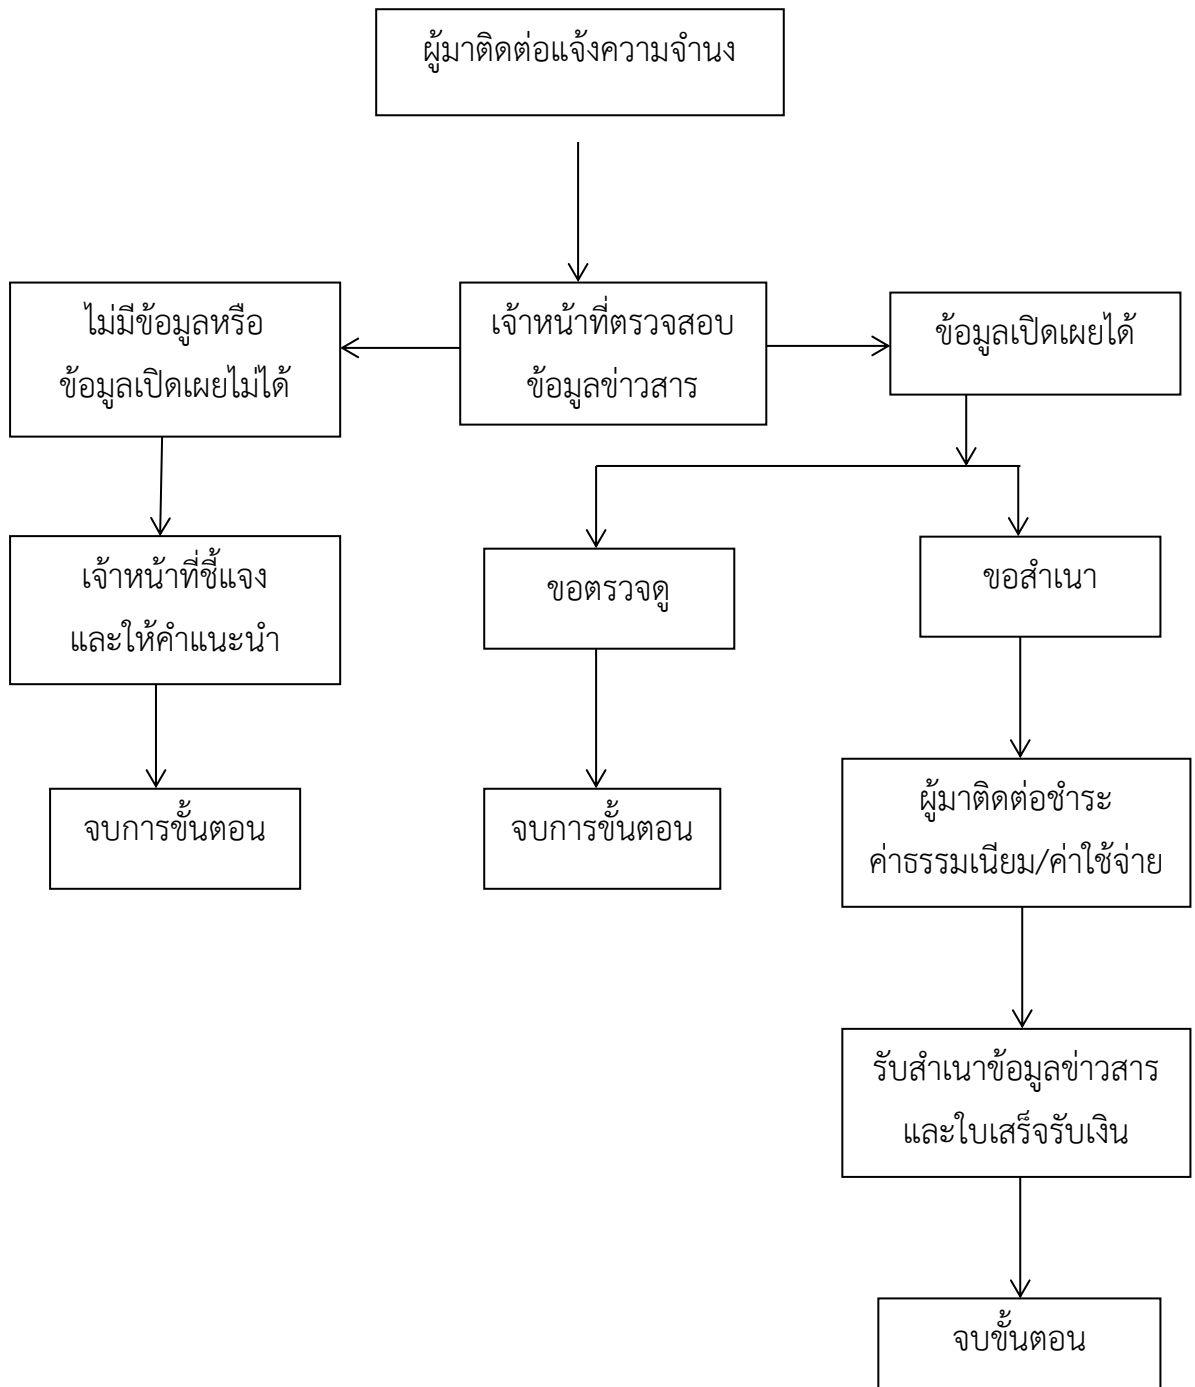 ผู้มาติดต่อแจ้งความจำนง
ไม่มีข้อมูลหรือ
ข้อมูลเปิดเผยไม่ได้
เจ้าหน้าที่ตรวจสอบ
ข้อมูลข่าวสาร
ข้อมูลเปิดเผยได้
เจ้าหน้าที่ชี้แจง
และให้คำแนะนำ
ขอตรวจดู
ขอสำเนา
จบการขั้นตอน
จบการขั้นตอน
ผู้มาติดต่อชำระ
ค่าธรรมเนียม/ค่าใช้จ่าย
รับสำเนาข้อมูลข่าวสาร
และใบเสร็จรับเงิน
จบขั้นตอน